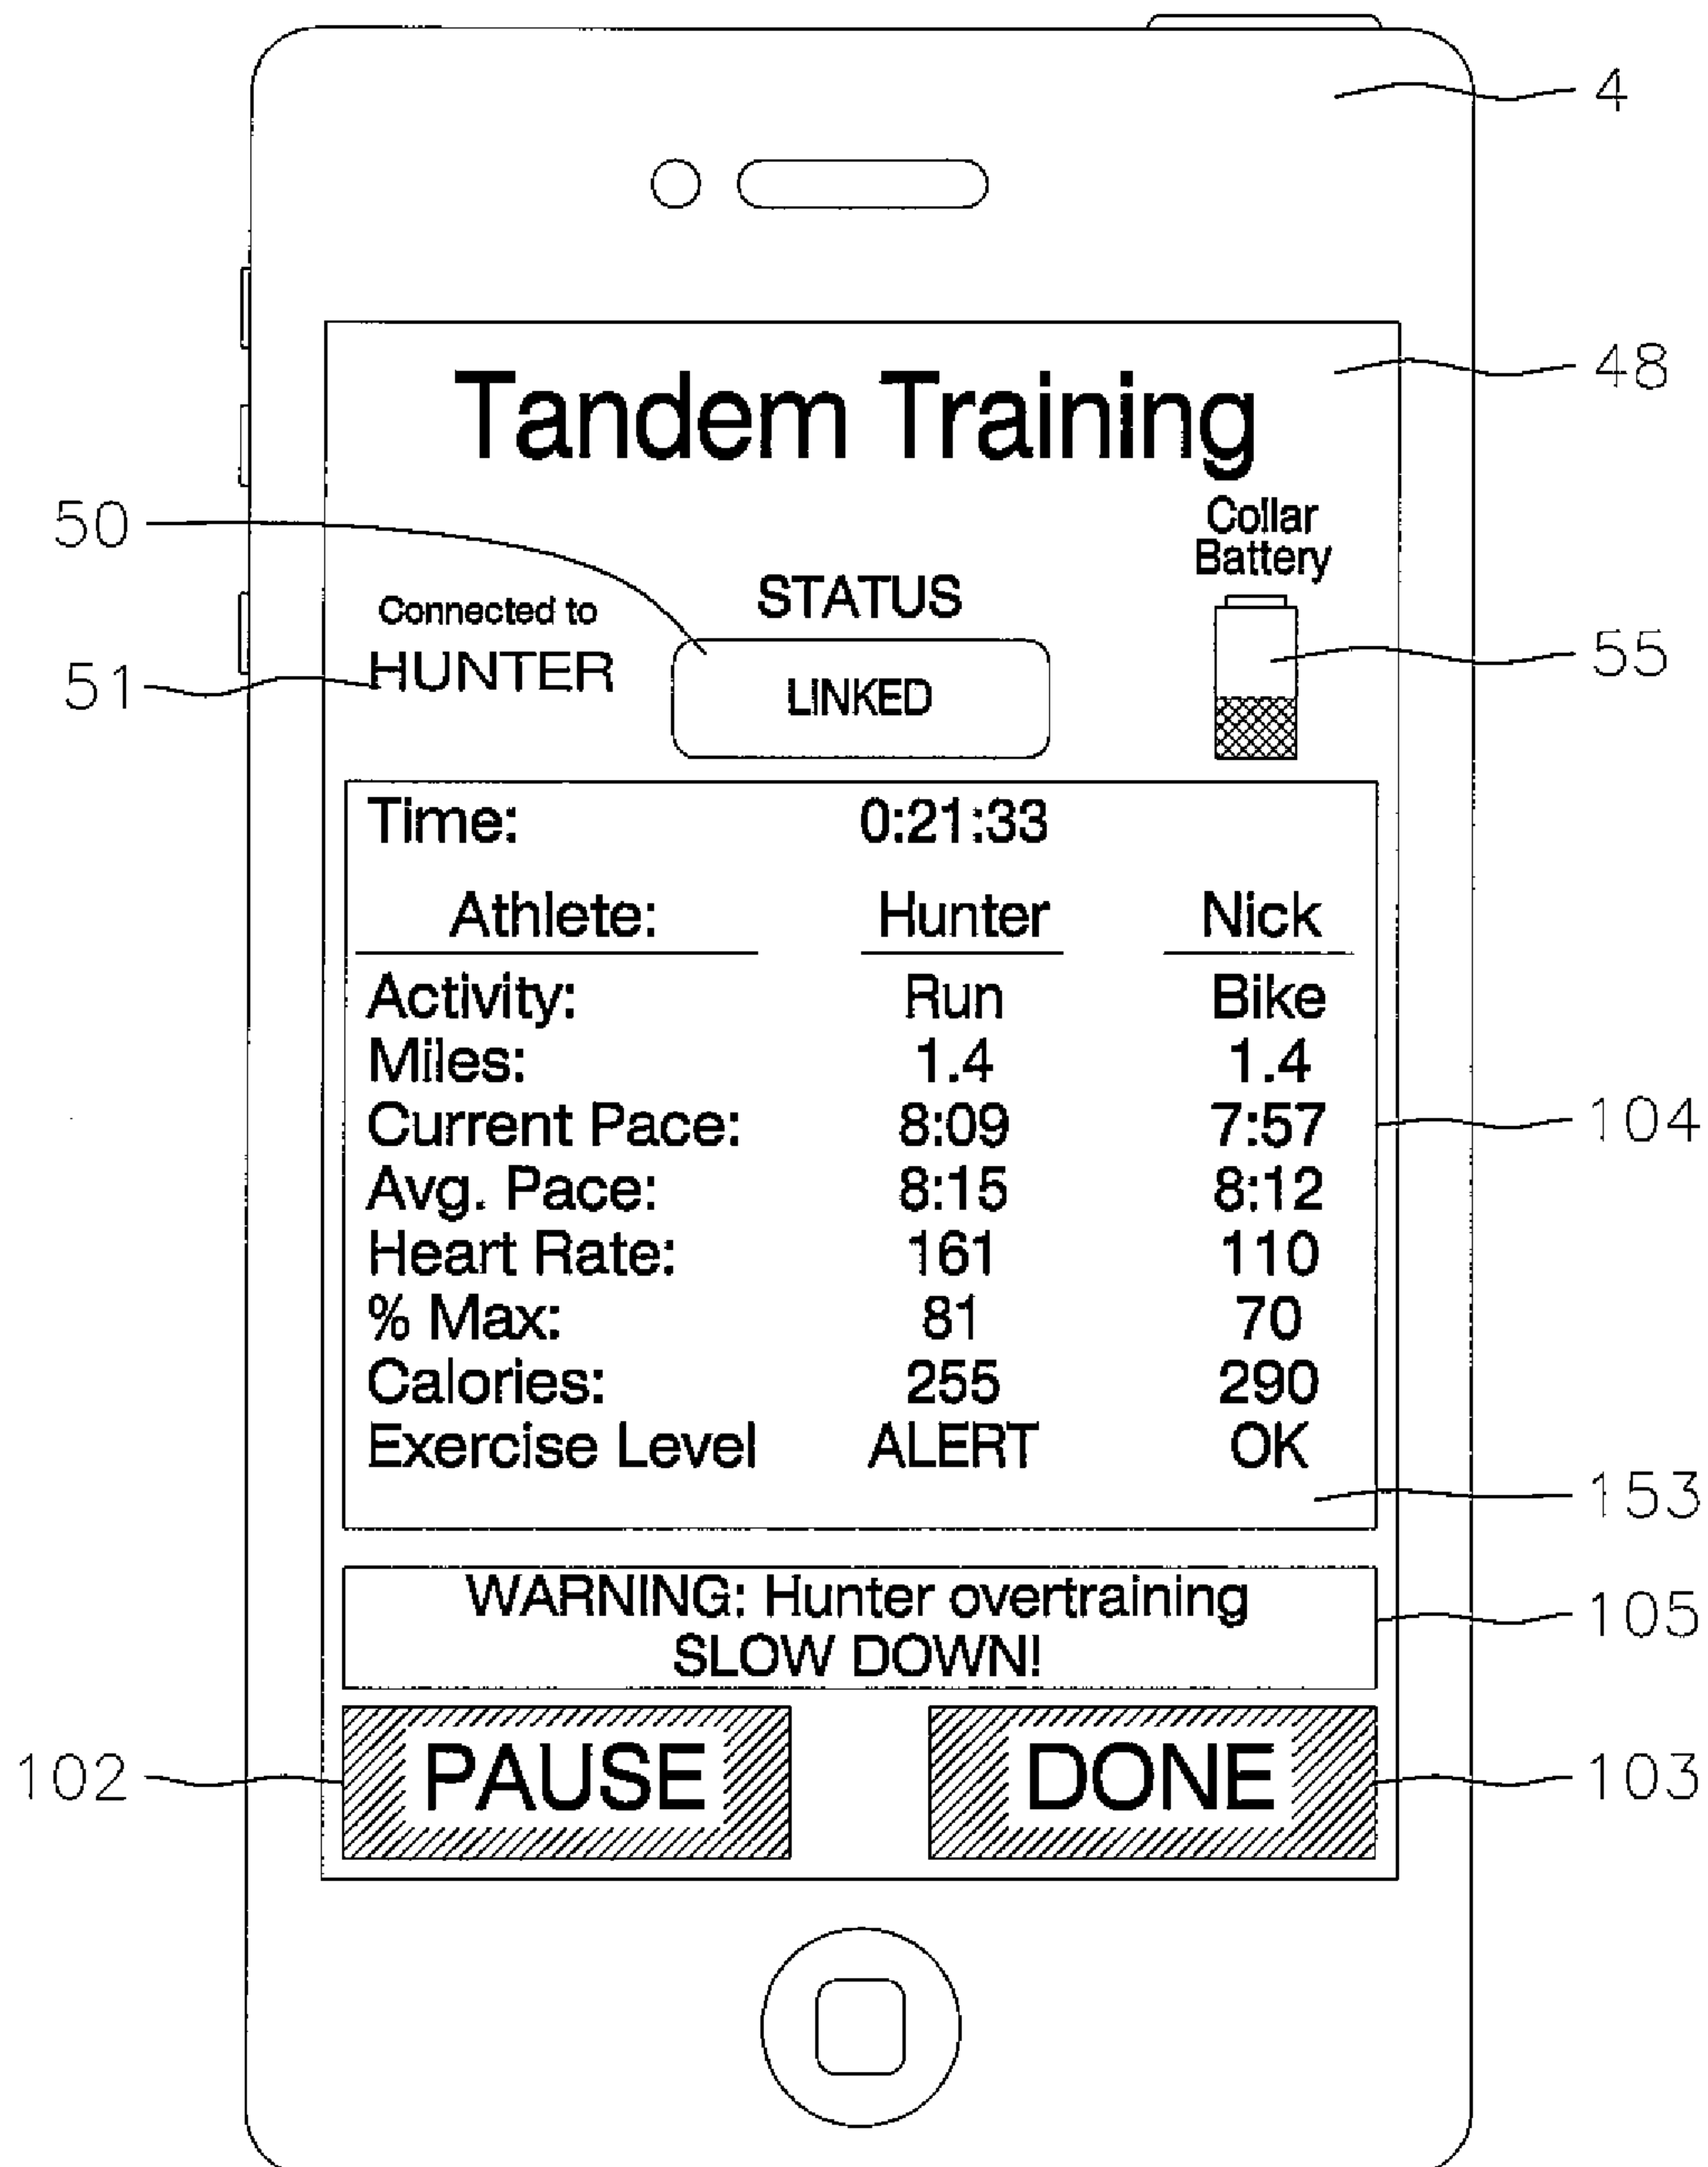 4
Tandem Training
48
50
Collar
Battery
STATUS
Connected to
HUNTER
LINKED
51
55
Time: 0:21:33
Athlete: Hunter Nick
Activity: Run Bike
Miles: 1.4 1.4
Current Pace: 8:09 7:57
104
Avg. Pace: 8:15 8:12
Heart Rate: 161 110
% Max: 81 70
Calories: 255 290
Exercise Level ALERT OK
153
WARNING: Hunter overtraining
SLOW DOWN!
105
102
PAUSE
DONE
103